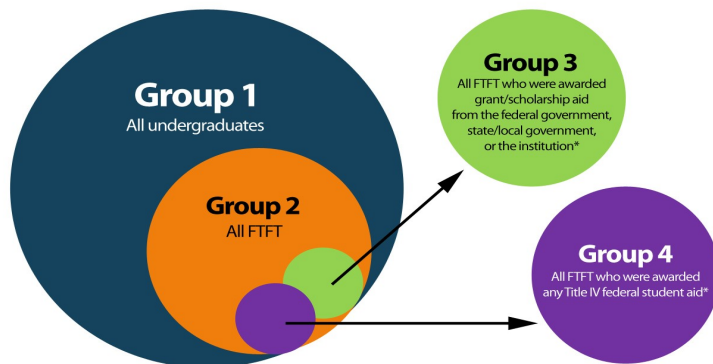 Group 1
All undergraduates
Group 2
All FTFT
Group 3
All FTFT who were awarded
grant/scholarship aid
from the federal government,
state/local government,
or the institution*
Group 4
All FTFT who were awarded
any Title IV federal student aid*